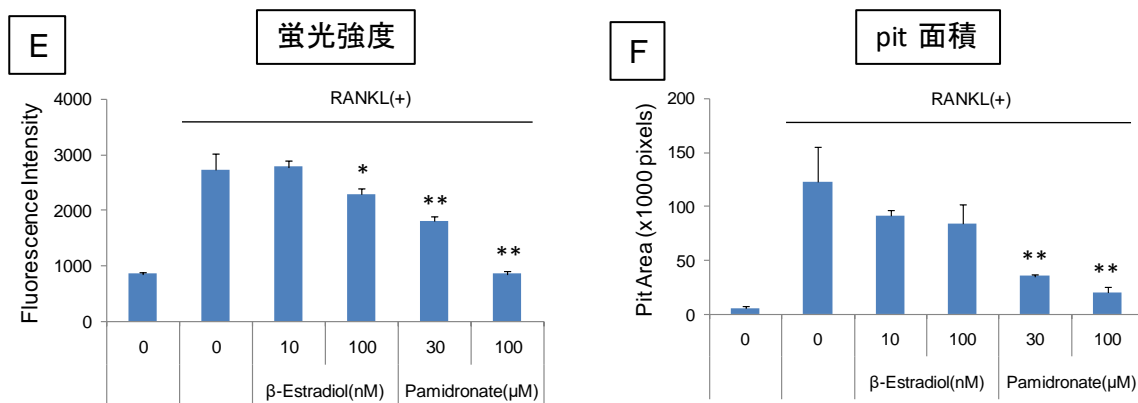 E
蛍光強度
Fluorescence Intensity
4000
3000
2000
1000
0
RANKL(+)
*
**
**
0 0 10 100 30 100
β-Estradiol(nM) Pamidronate(µM)
F
pit 面積
Pit Area (x1000 pixels)
200
150
100
50
0
RANKL(+)
** **
0 0 10 100 30 100
β-Estradiol(nM) Pamidronate(µM)